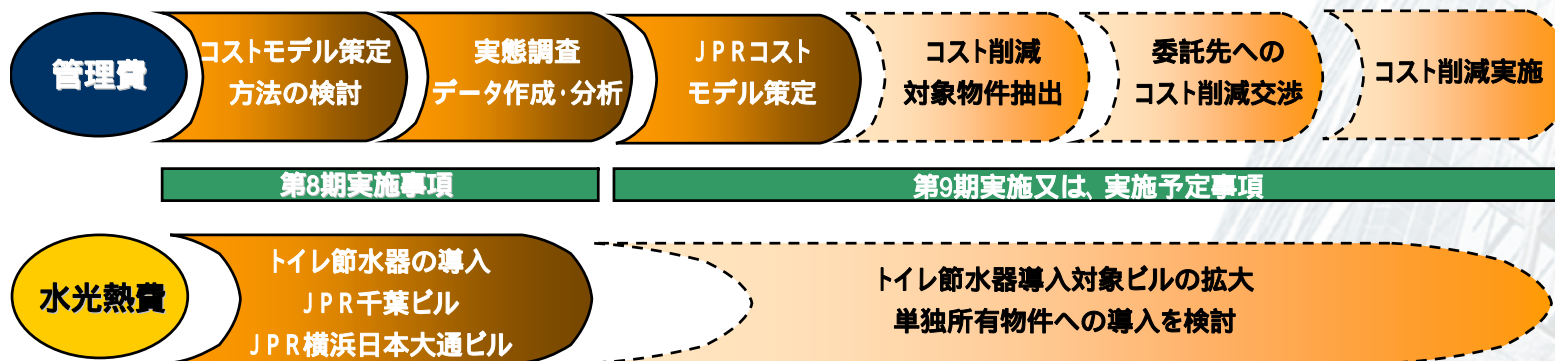 管理費
コストモデル策定
方法の検討
実態調査
データ作成・分析
JPRコスト
モデル策定
コスト削減
対象物件抽出
委託先への
コスト削減交渉
コスト削減実施
第8期実施事項
第9期実施又は、実施予定事項
水光熱費
トイレ節水器の導入
JPR千葉ビル
JPR横浜日本大通ビル
トイレ節水器導入対象ビルの拡大
単独所有物件への導入を検討